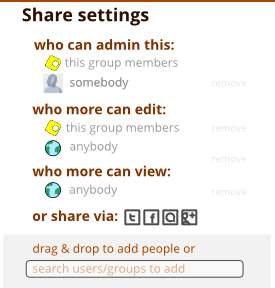 Share settings
who can admin this:
this group members
somebody remove
who more can edit:
this group members remove
anybody
remove
who more can view:
anybody remove
or share via:
drag & drop to add people or
search users/groups to add